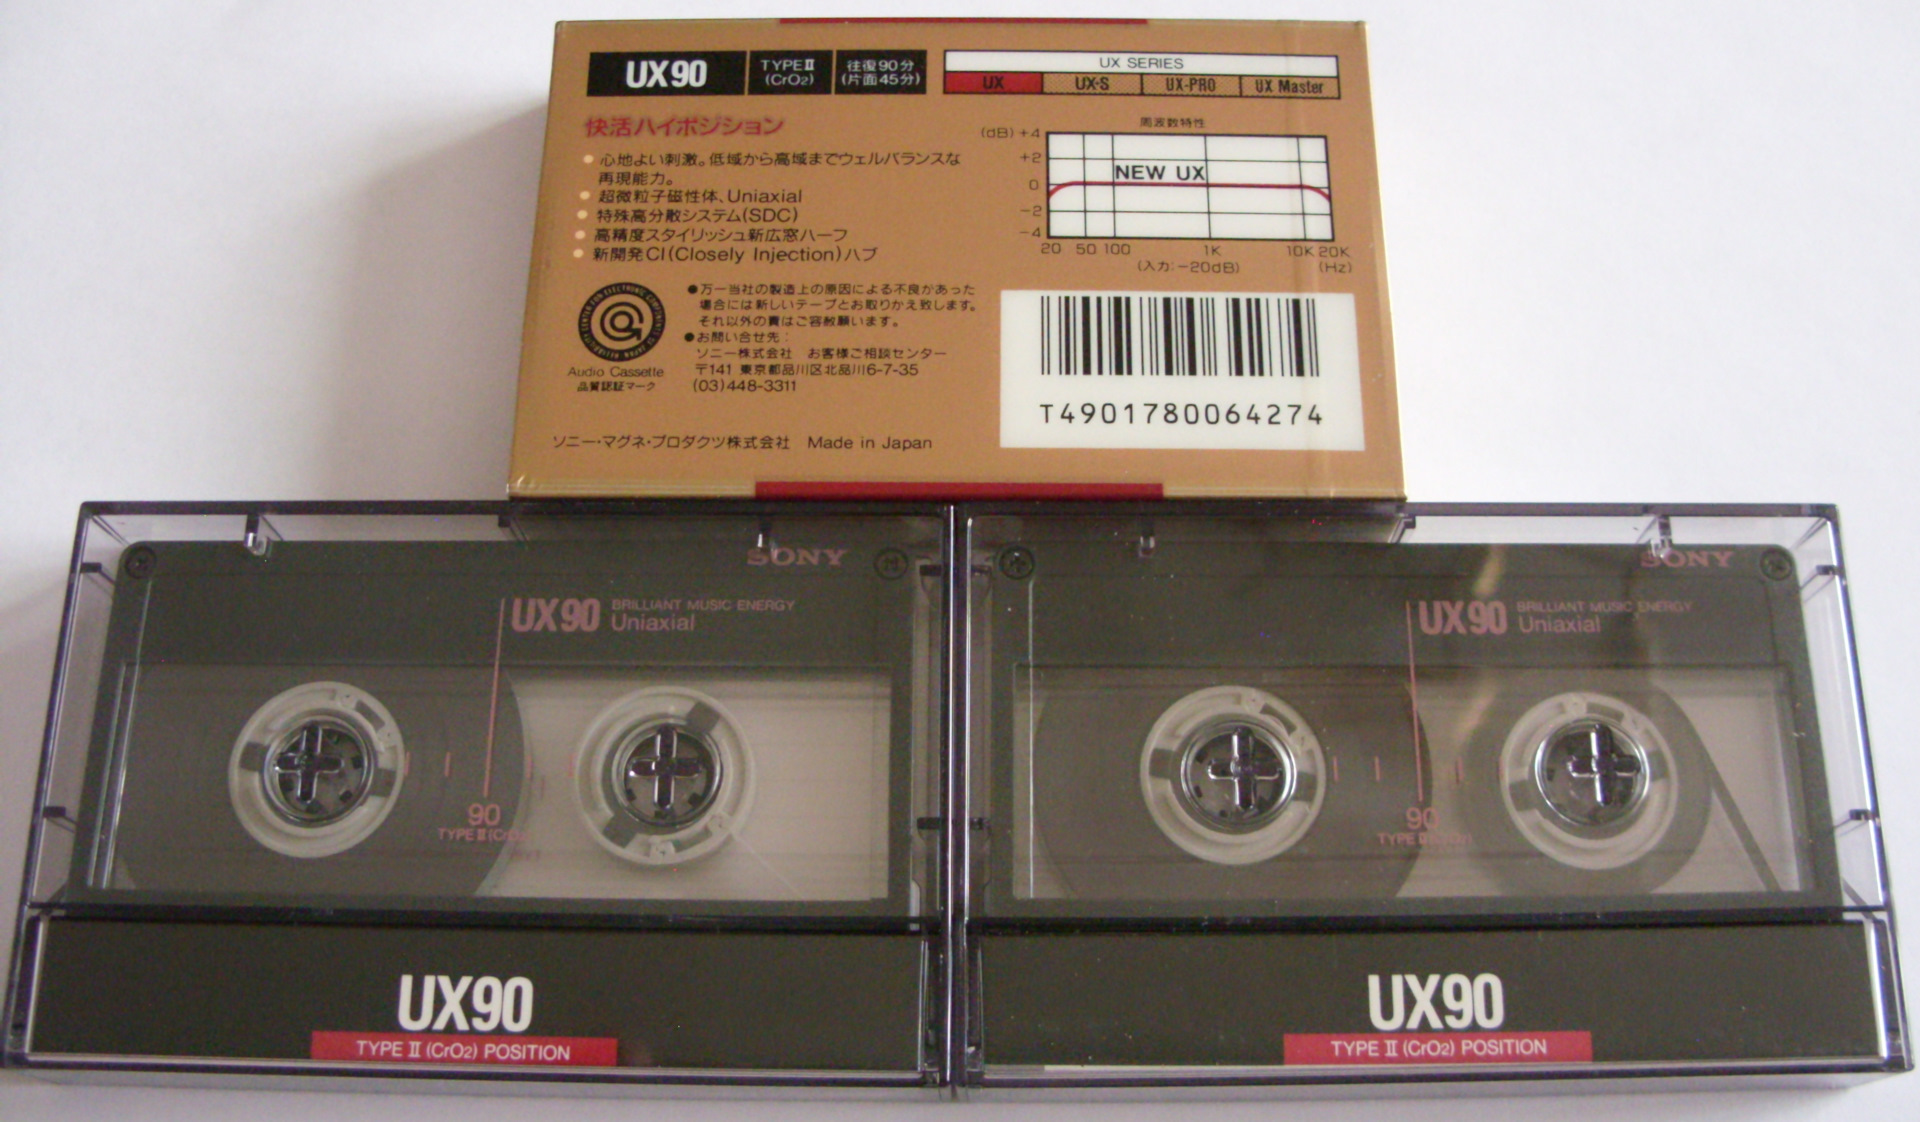 UX90
TYPE II
(CrO2)
往復90分
(片面45分)
UX SERIES
UX
UX-S
UX-PRO
UX Master
快活ハイポジション
● 心地よい刺激。低域から高域までウェルバランスな
再現能力。
● 超微粒子磁性体、Uniaxial
● 特殊高分散システム(SDC)
● 高精度スタイリッシュ新広窓ハーフ
● 新開発CI(Closely Injection)ハブ
周波数特性
(dB) +4
+2
0
-2
-4
NEW UX
20 50 100 1K 10K 20K
(入力:-20dB) (Hz)
Audio Cassette
品質認証マーク
●万一当社の製造上の原因による不良があった
場合には新しいテープとお取りかえ致します。
それ以外の責はご容赦願います。
●お問い合せ先:
ソニー株式会社 お客様ご相談センター
〒141 東京都品川区北品川6-7-35
(03)448-3311
T4901780064274
ソニー・マグネ・プロダクツ株式会社 Made in Japan
SONY
UX90 BRILLIANT MUSIC ENERGY
Uniaxial
90
TYPE II (CrO2
UX90
TYPE II (CrO2) POSITION
SONY
UX90 BRILLIANT MUSIC ENERGY
Uniaxial
90
TYPE
UX90
TYPE II (CrO2) POSITION